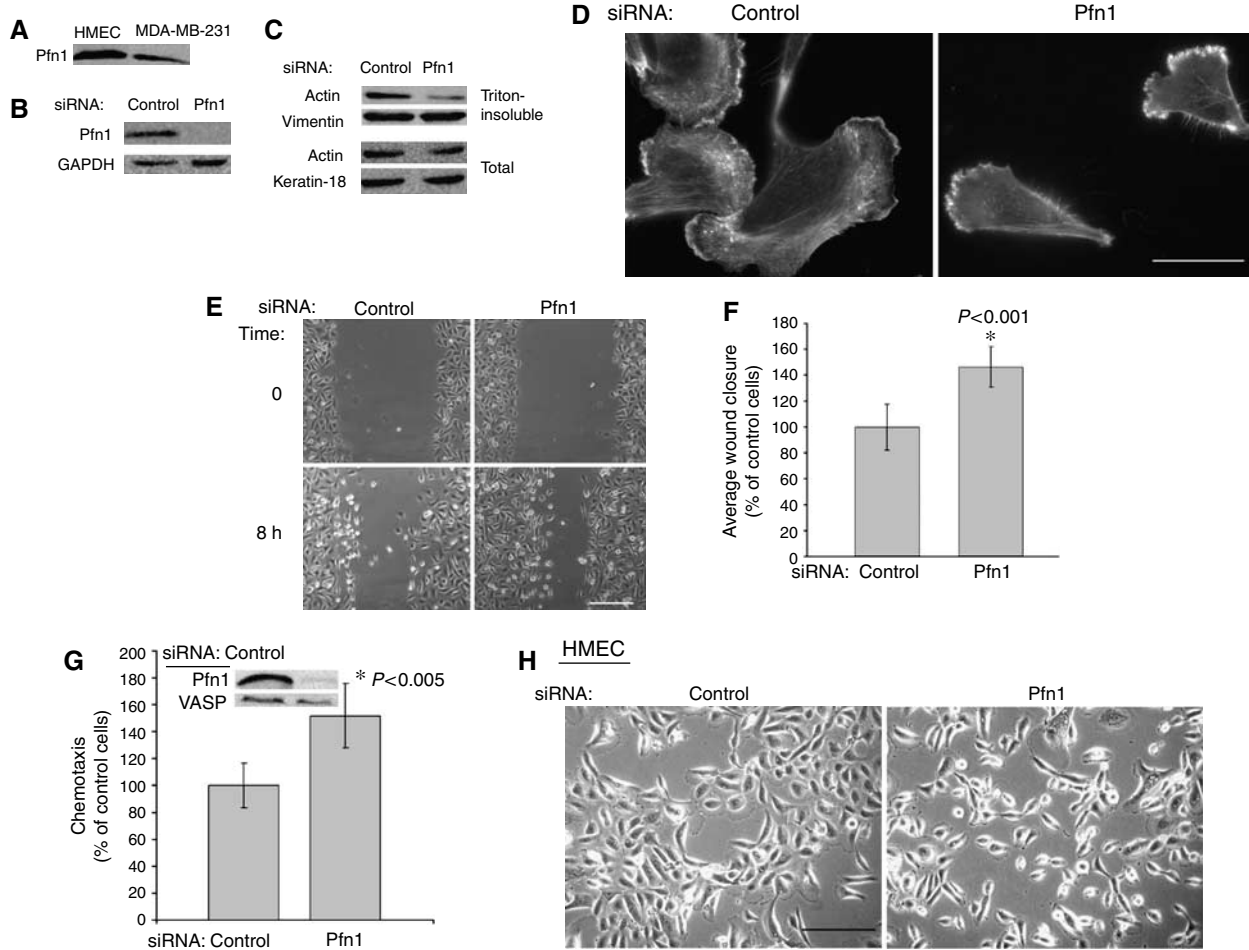 A
HMEC MDA-MB-231
Pfn1
B
siRNA: Control Pfn1
Pfn1
GAPDH
C
siRNA: Control Pfn1
Actin
Vimentin
Triton-
insoluble
Actin
Keratin-18
Total
D siRNA: Control Pfn1
E siRNA: Control Pfn1
Time:
0
8 h
F
Average wound closure
(% of control cells)
180
160
140
120
100
80
60
40
20
0
P<0.001
*
siRNA: Control Pfn1
G
Chemotaxis
(% of control cells)
200
180
160
140
120
100
80
60
40
20
0
siRNA: Control
Pfn1
VASP
* P<0.005
siRNA: Control Pfn1
H HMEC
siRNA: Control Pfn1